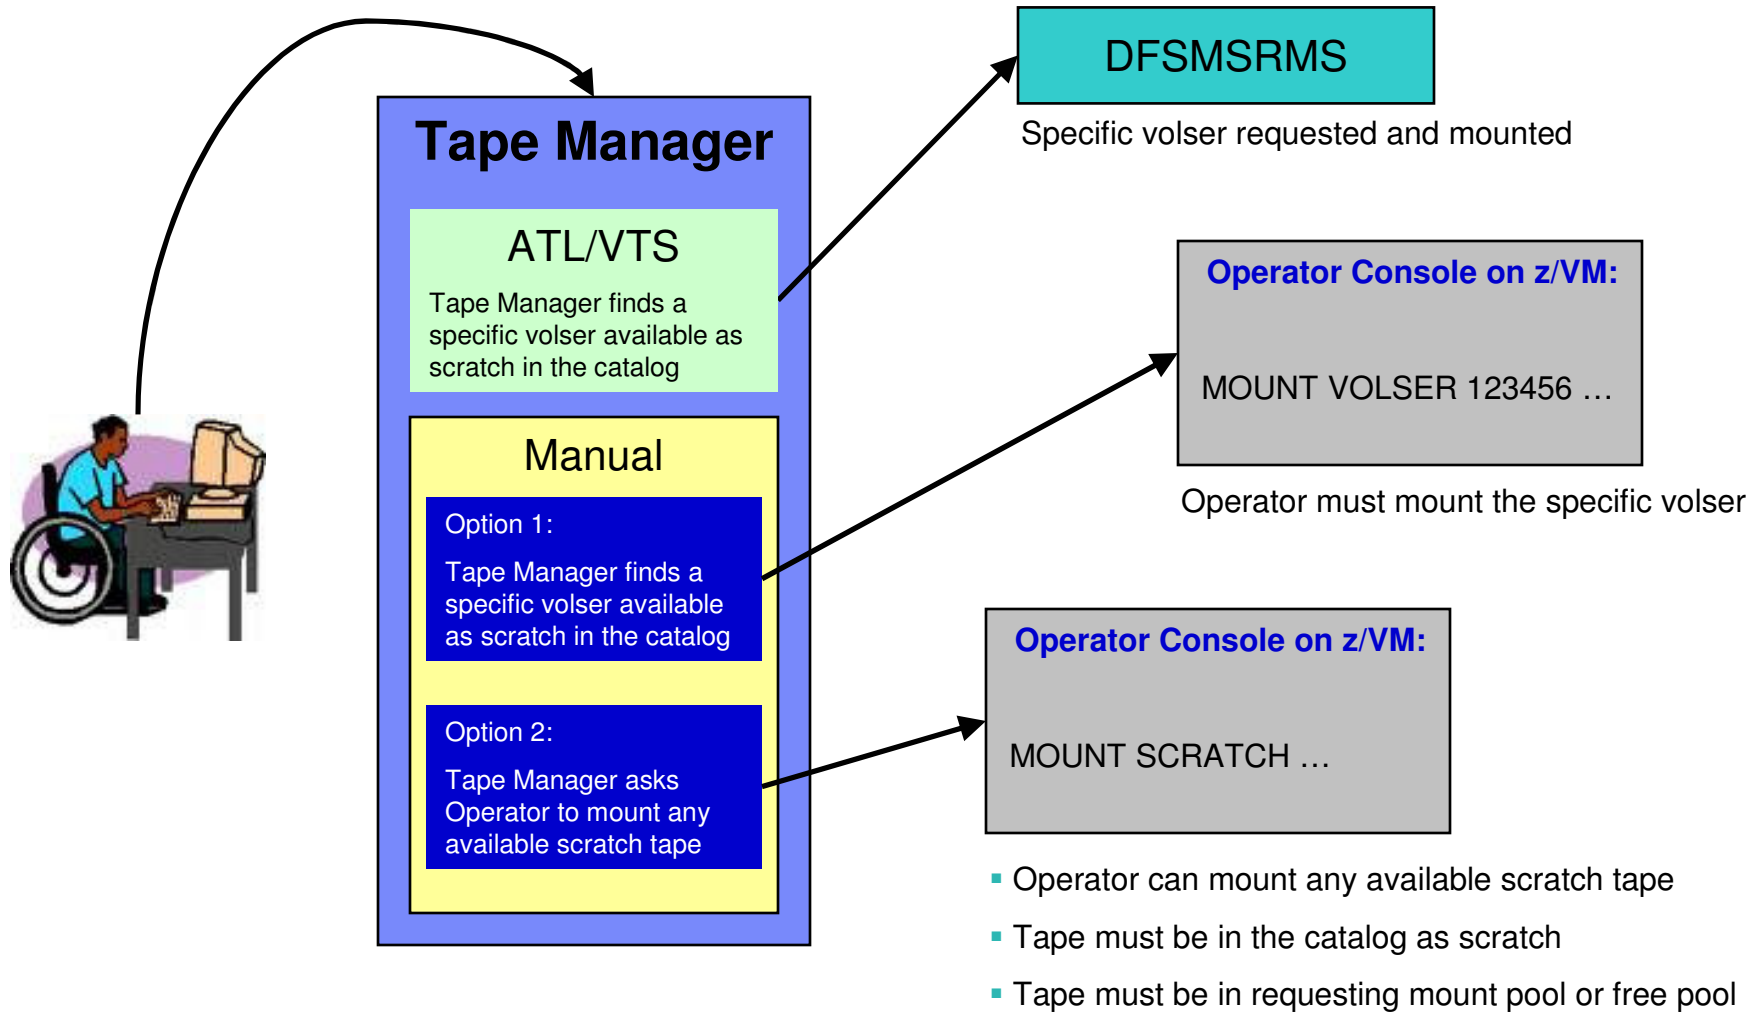 Tape Manager
ATL/VTS
Tape Manager finds a
specific volser available as
scratch in the catalog
Manual
Option 1:
Tape Manager finds a
specific volser available
as scratch in the catalog
Option 2:
Tape Manager asks
Operator to mount any
available scratch tape
DFSMSRMS
Specific volser requested and mounted
Operator Console on z/VM:
MOUNT VOLSER 123456 …
Operator must mount the specific volser
Operator Console on z/VM:
MOUNT SCRATCH …
▪ Operator can mount any available scratch tape
▪ Tape must be in the catalog as scratch
▪ Tape must be in requesting mount pool or free pool